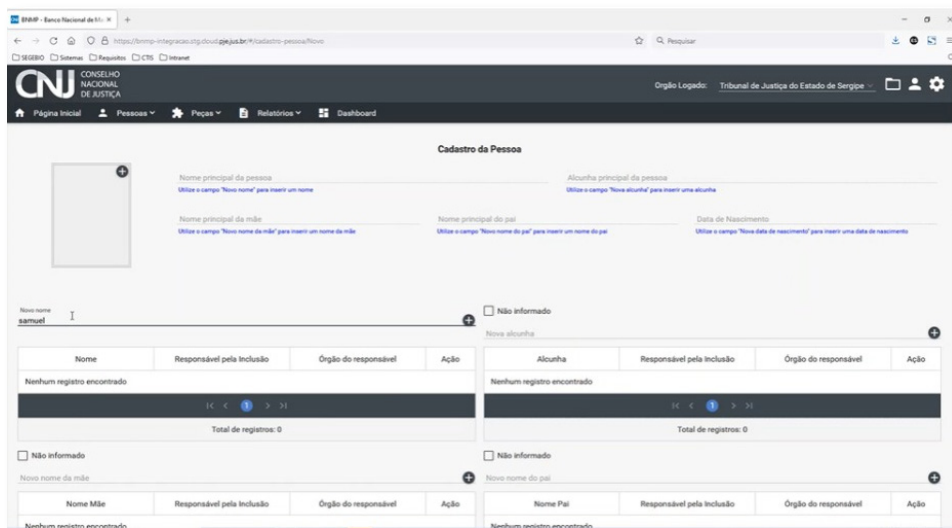 BNMP - Banco Nacional de
https://bnmp-integracao.stg.cloud.pje.jus.br/#/cadastro-pessoa/Novo
Pesquisar
SEGEBIO Sistemas Requisitos CTIS Intranet
CNJ
CONSELHO
NACIONAL
DE JUSTIÇA
Orgão Logado: Tribunal de Justiça do Estado de Sergipe
Página Inicial Pessoas Peças Relatórios Dashboard
Cadastro da Pessoa
Nome principal da pessoa Alcunha principal da pessoa
Utilize o campo "Novo nome" para inserir um nome Utilize o campo "Nova alcunha" para inserir uma alcunha
Nome principal da mãe Nome principal do pai Data de Nascimento
Utilize o campo "Novo nome da mãe" para inserir um nome da mãe Utilize o campo "Novo nome do pai" para inserir um nome do pai Utilize o campo "Nova data de nascimento" para inserir uma data de nascimento
Novo nome
samuel
Não informado
Nova alcunha
Nome Responsável pela Inclusão Órgão do responsável Ação
Nenhum registro encontrado
1
Total de registros: 0
Alcunha Responsável pela Inclusão Órgão do responsável Ação
Nenhum registro encontrado
1
Total de registros: 0
Não informado
Novo nome da mãe
Nome Mãe Responsável pela Inclusão Órgão do responsável Ação
Nenhum registro encontrado
Não informado
Novo nome do pai
Nome Pai Responsável pela Inclusão Órgão do responsável Ação
Nenhum registro encontrado